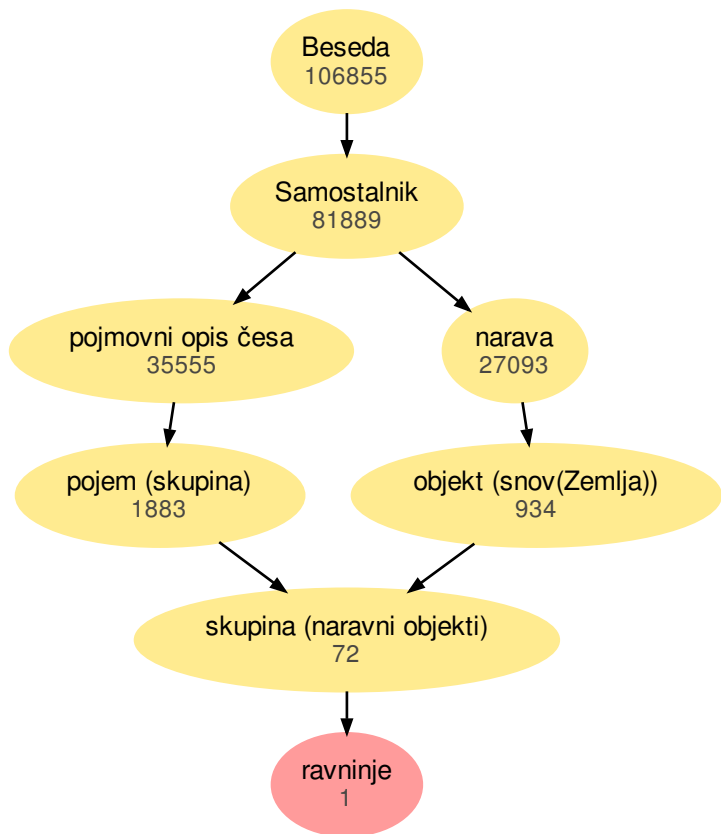 Beseda
106855
Samostalnik
81889
pojmovni opis česa
35555
narava
27093
pojem (skupina)
1883
objekt (snov(Zemlja))
934
skupina (naravni objekti)
72
ravninje
1